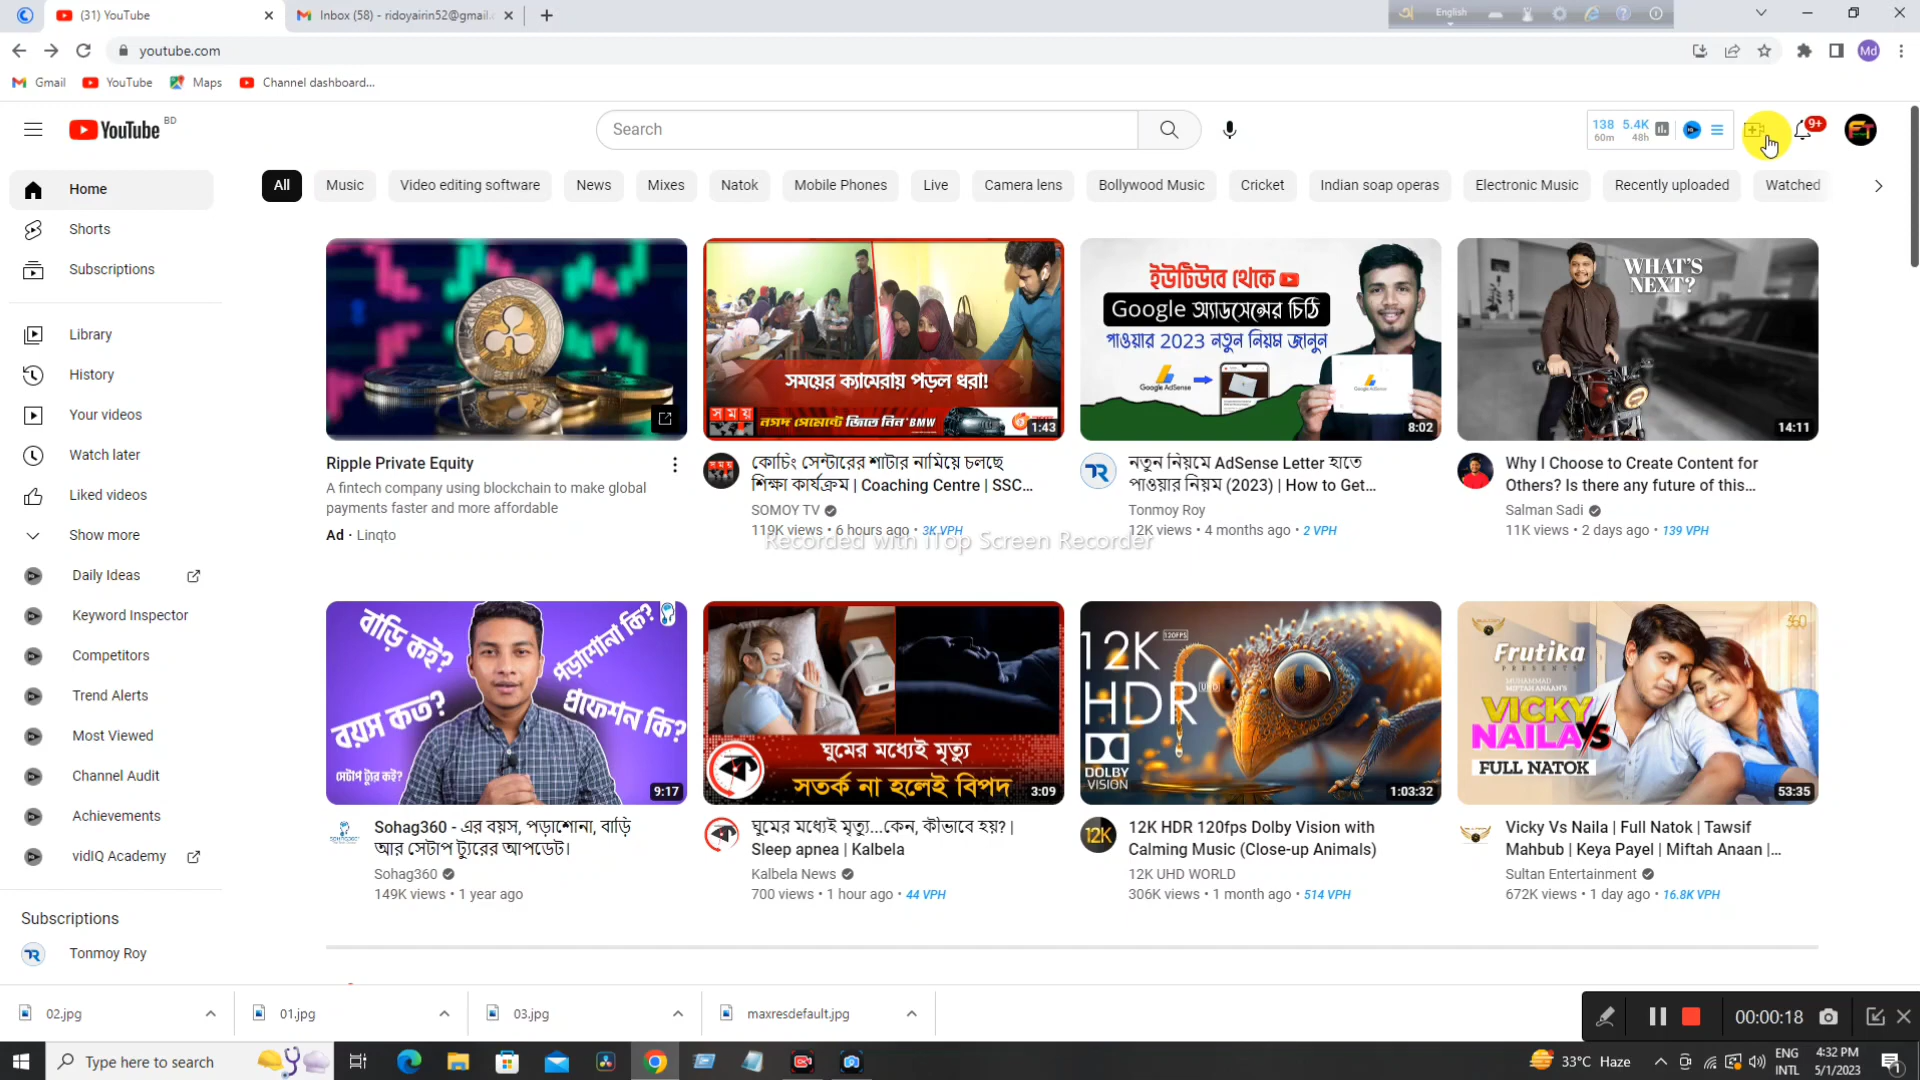 (31) YouTube
Inbox (58) - ridoyairin52@gmail.
English
youtube.com
Md
Gmail
YouTube
Maps
Channel dashboard...
YouTube BD
Search
138 5.4K
60m 48h
9+
All
Music
Video editing software
News
Mixes
Natok
Mobile Phones
Live
Camera lens
Bollywood Music
Cricket
Indian soap operas
Electronic Music
Recently uploaded
Watched
Home
Shorts
Subscriptions
Library
History
Your videos
Watch later
Liked videos
Show more
Daily Ideas
Keyword Inspector
Competitors
Trend Alerts
Most Viewed
Channel Audit
Achievements
vidIQ Academy
Subscriptions
Tonmoy Roy
সময়ের ক্যামেরায় পড়ল ধরা!
সময়
নগদ পেমেন্টে জিতে নিন BMW
1:43
ইউটিউব থেকে
Google অ্যাডসেন্সের চিঠি
পাওয়ার 2023 নতুন নিয়ম জানুন
Google AdSense
8:02
WHAT'S
NEXT?
14:11
Ripple Private Equity
A fintech company using blockchain to make global
payments faster and more affordable
Ad · Linqto
কোচিং সেন্টারের শাটার নামিয়ে চলছে
শিক্ষা কার্যক্রম | Coaching Centre | SSC...
SOMOY TV
119K views • 6 hours ago • 3K VPH
নতুন নিয়মে AdSense Letter হাতে
পাওয়ার নিয়ম (2023) | How to Get...
Tonmoy Roy
12K views • 4 months ago • 2 VPH
Why I Choose to Create Content for
Others? Is there any future of this...
Salman Sadi
11K views • 2 days ago • 139 VPH
Recorded with iTop Screen Recorder
বাড়ি কই?
পড়াশোনা কি?
বয়স কত?
প্রফেশন কি?
সেটাপ ট্যুর কই?
9:17
ঘুমের মধ্যেই মৃত্যু
সতর্ক না হলেই বিপদ
3:09
12K 120FPS
HDR
DOLBY
VISION
1:03:32
Frutika
PRESENTS
MUHAMMAD
MIFTAH ANAAN'S
VICKY
VS
NAILA
FULL NATOK
53:35
Sohag360 - এর বয়স, পড়াশোনা, বাড়ি
আর সেটাপ ট্যুরের আপডেট।
Sohag360
149K views • 1 year ago
ঘুমের মধ্যেই মৃত্যু...কেন, কীভাবে হয়? |
Sleep apnea | Kalbela
Kalbela News
700 views • 1 hour ago • 44 VPH
12K HDR 120fps Dolby Vision with
Calming Music (Close-up Animals)
12K UHD WORLD
306K views • 1 month ago • 514 VPH
Vicky Vs Naila | Full Natok | Tawsif
Mahbub | Keya Payel | Miftah Anaan |...
Sultan Entertainment
672K views • 1 day ago • 16.8K VPH
02.jpg
01.jpg
03.jpg
maxresdefault.jpg
00:00:18
Type here to search
33°C Haze
ENG
INTL
4:32 PM
5/1/2023